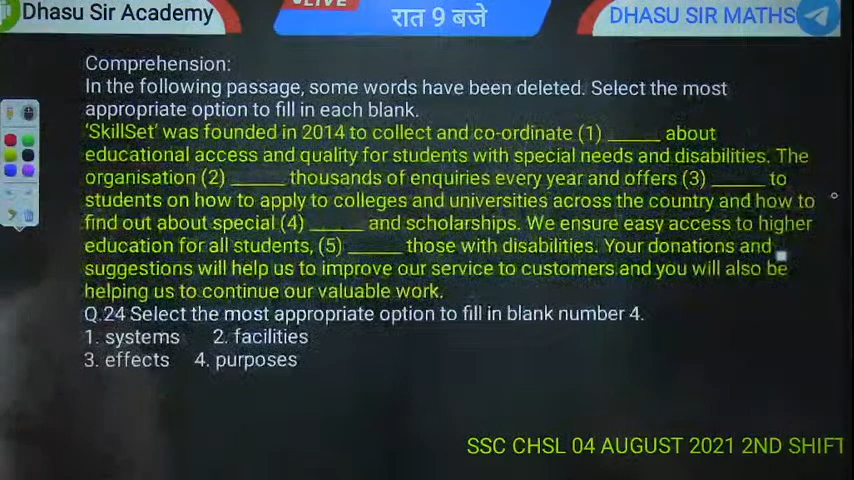 Dhasu Sir Academy
LIVE
रात 9 बजे
DHASU SIR MATHS
Comprehension:
In the following passage, some words have been deleted. Select the most
appropriate option to fill in each blank.
‘SkillSet’ was founded in 2014 to collect and co-ordinate (1) _____ about
educational access and quality for students with special needs and disabilities. The
organisation (2) _____ thousands of enquiries every year and offers (3) _____ to
students on how to apply to colleges and universities across the country and how to
find out about special (4) _____ and scholarships. We ensure easy access to higher
education for all students, (5) _____ those with disabilities. Your donations and
suggestions will help us to improve our service to customers and you will also be
helping us to continue our valuable work.
Q.24 Select the most appropriate option to fill in blank number 4.
1. systems 2. facilities
3. effects 4. purposes
SSC CHSL 04 AUGUST 2021 2ND SHIFT